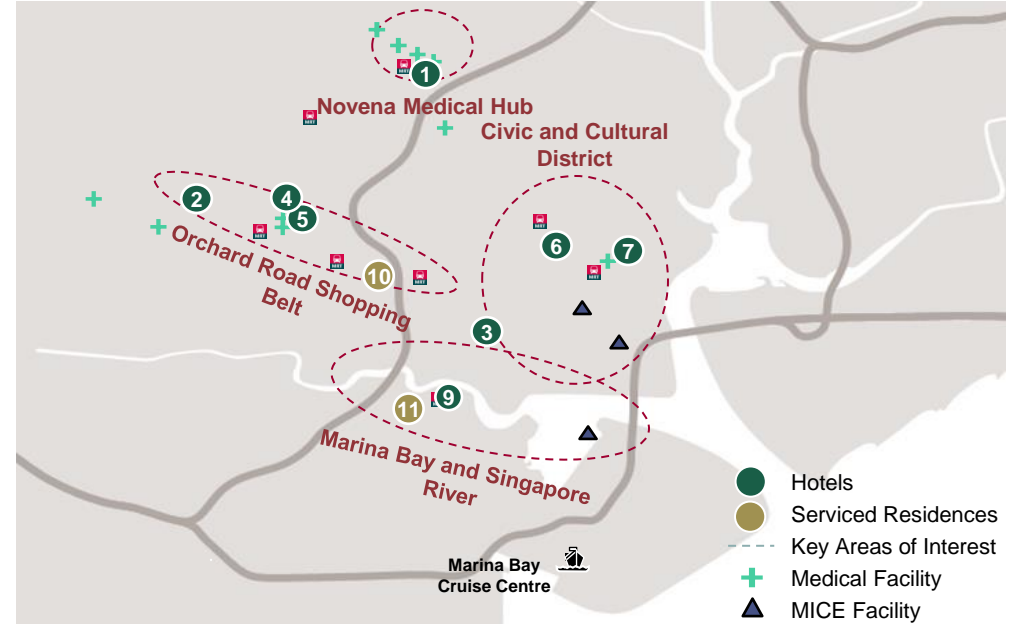 1
Novena Medical Hub
Civic and Cultural
District
2
4
5
6
7
Orchard Road Shopping
Belt
10
3
9
11
Marina Bay and Singapore
River
Marina Bay
Cruise Centre
Hotels
Serviced Residences
Key Areas of Interest
Medical Facility
MICE Facility